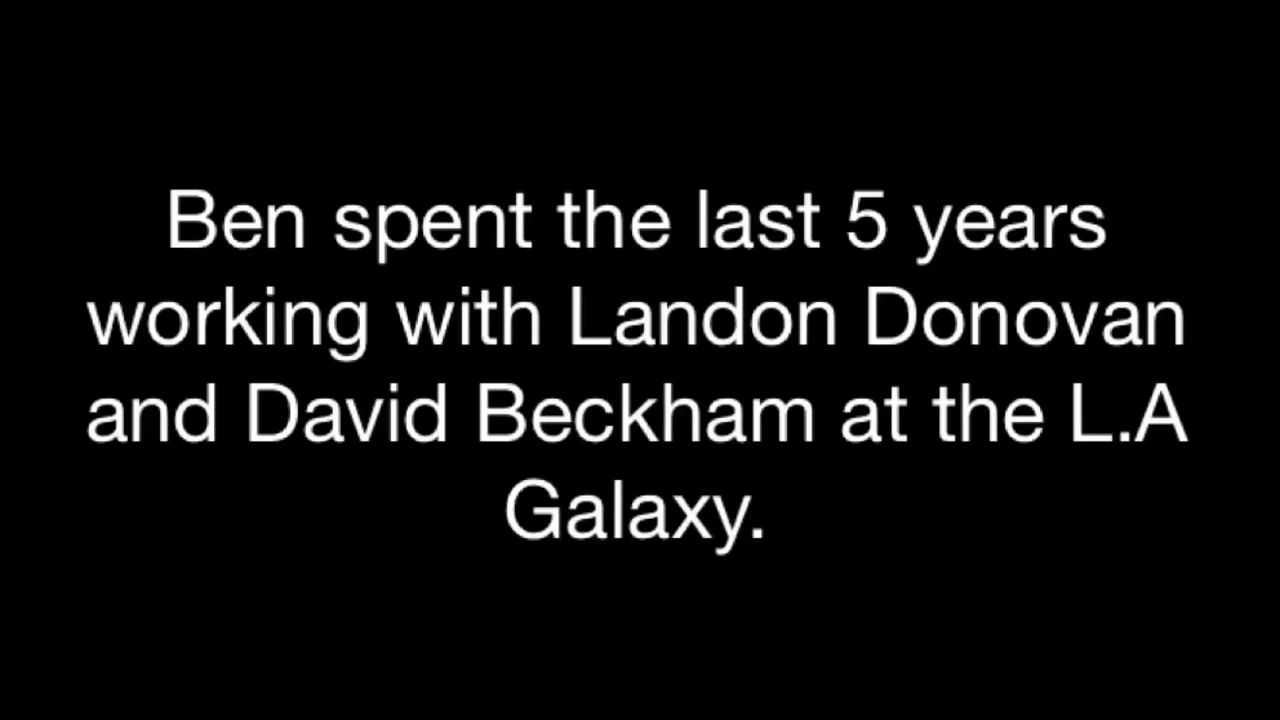 Ben spent the last 5 years
working with Landon Donovan
and David Beckham at the L.A
Galaxy.